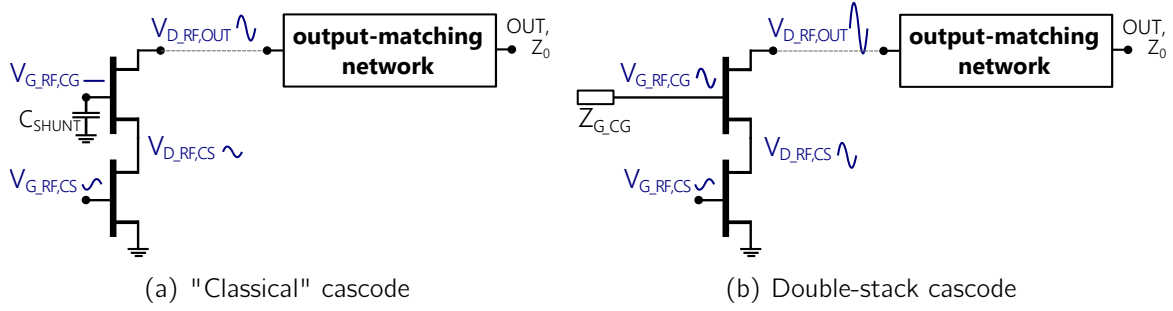 V_D_RF,OUT
output-matching
network
OUT,
Z_0
V_G_RF,CG
C_SHUNT
V_D_RF,CS
V_G_RF,CS
(a) "Classical" cascode
V_D_RF,OUT
output-matching
network
OUT,
Z_0
V_G_RF,CG
Z_G_CG
V_D_RF,CS
V_G_RF,CS
(b) Double-stack cascode